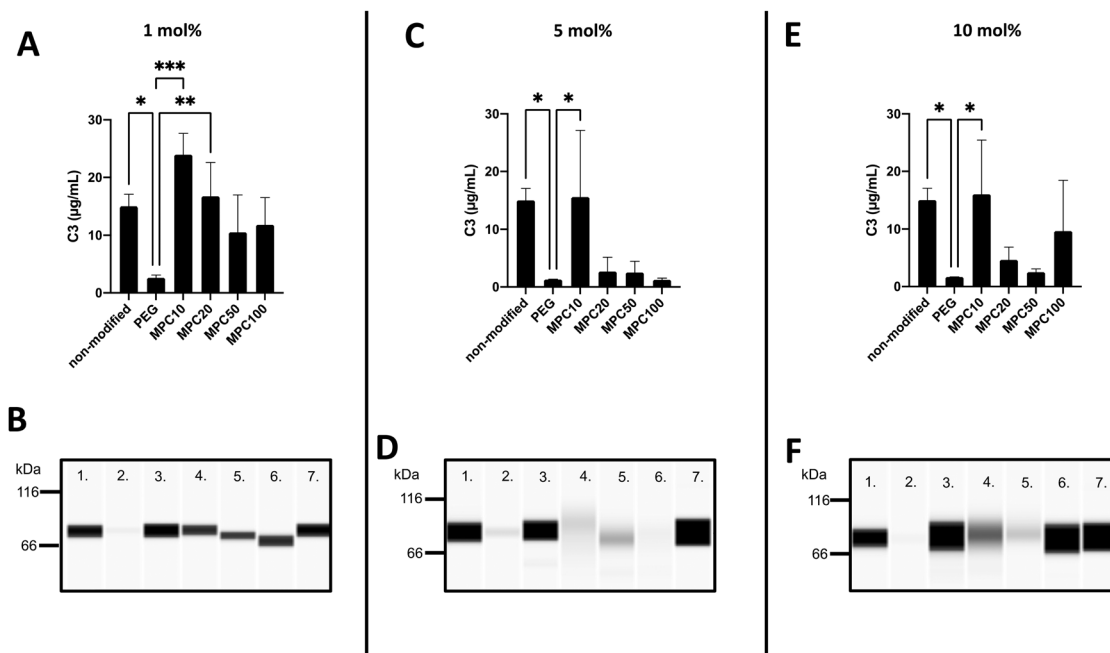 A
1 mol%
***
*
**
30
20
10
0
C3 (µg/mL)
non-modified
PEG
MPC10
MPC20
MPC50
MPC100
B
kDa
116
66
1. 2. 3. 4. 5. 6. 7.
C
5 mol%
*
*
30
20
10
0
C3 (µg/mL)
non-modified
PEG
MPC10
MPC20
MPC50
MPC100
D
kDa
116
66
1. 2. 3. 4. 5. 6. 7.
E
10 mol%
*
*
30
20
10
0
C3 (µg/mL)
non-modified
PEG
MPC10
MPC20
MPC50
MPC100
F
kDa
116
66
1. 2. 3. 4. 5. 6. 7.